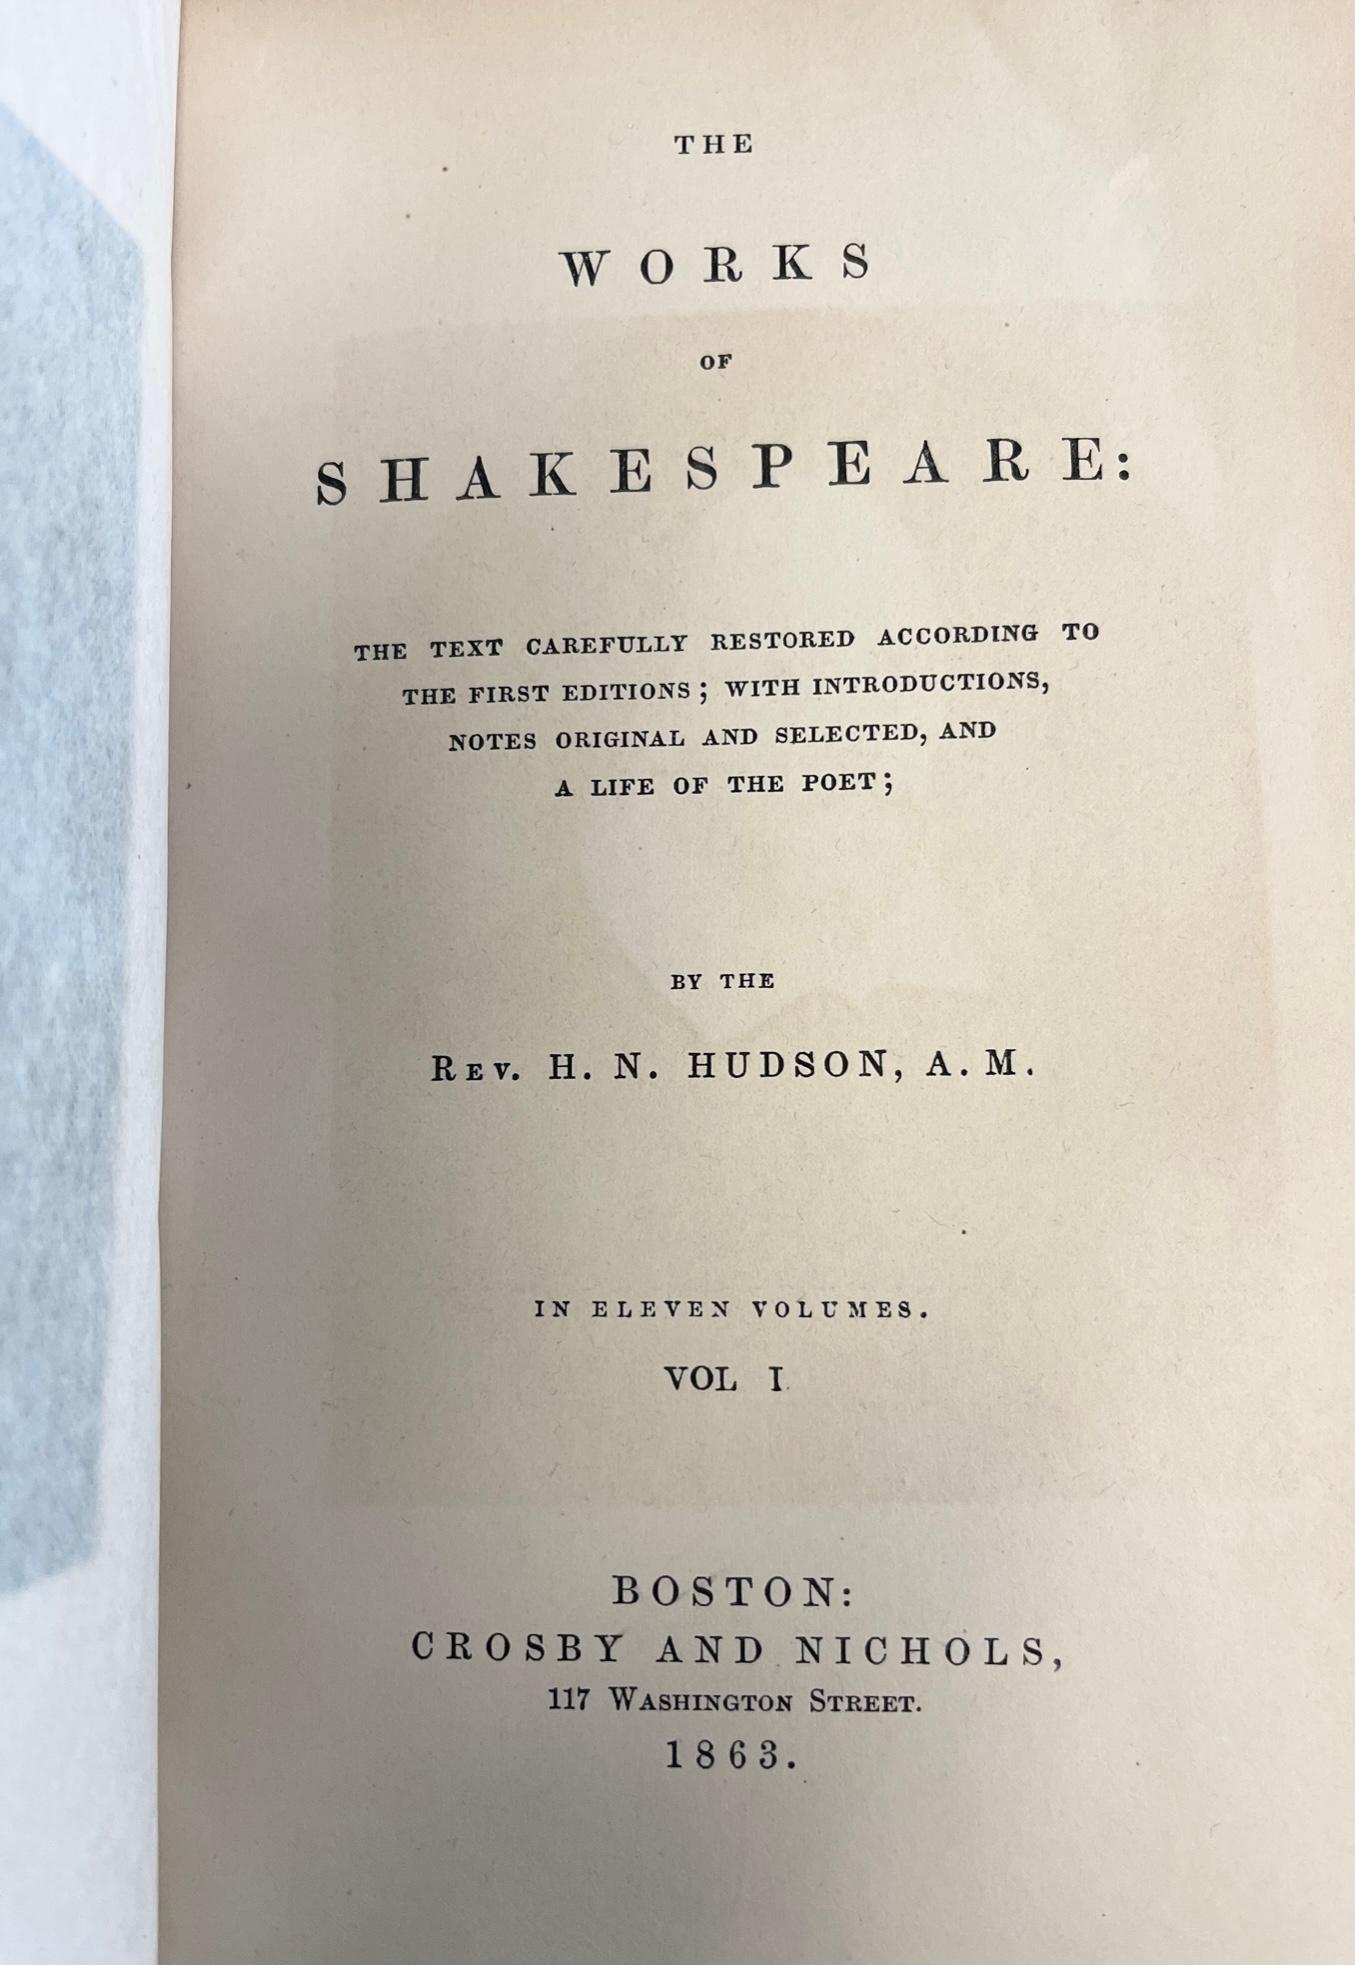 THE
WORKS
OF
SHAKESPEARE:
THE TEXT CAREFULLY RESTORED ACCORDING TO
THE FIRST EDITIONS; WITH INTRODUCTIONS,
NOTES ORIGINAL AND SELECTED, AND
A LIFE OF THE POET;
BY THE
REV. H. N. HUDSON, A. M.
IN ELEVEN VOLUMES.
VOL I.
BOSTON:
CROSBY AND NICHOLS,
117 WASHINGTON STREET.
1863.